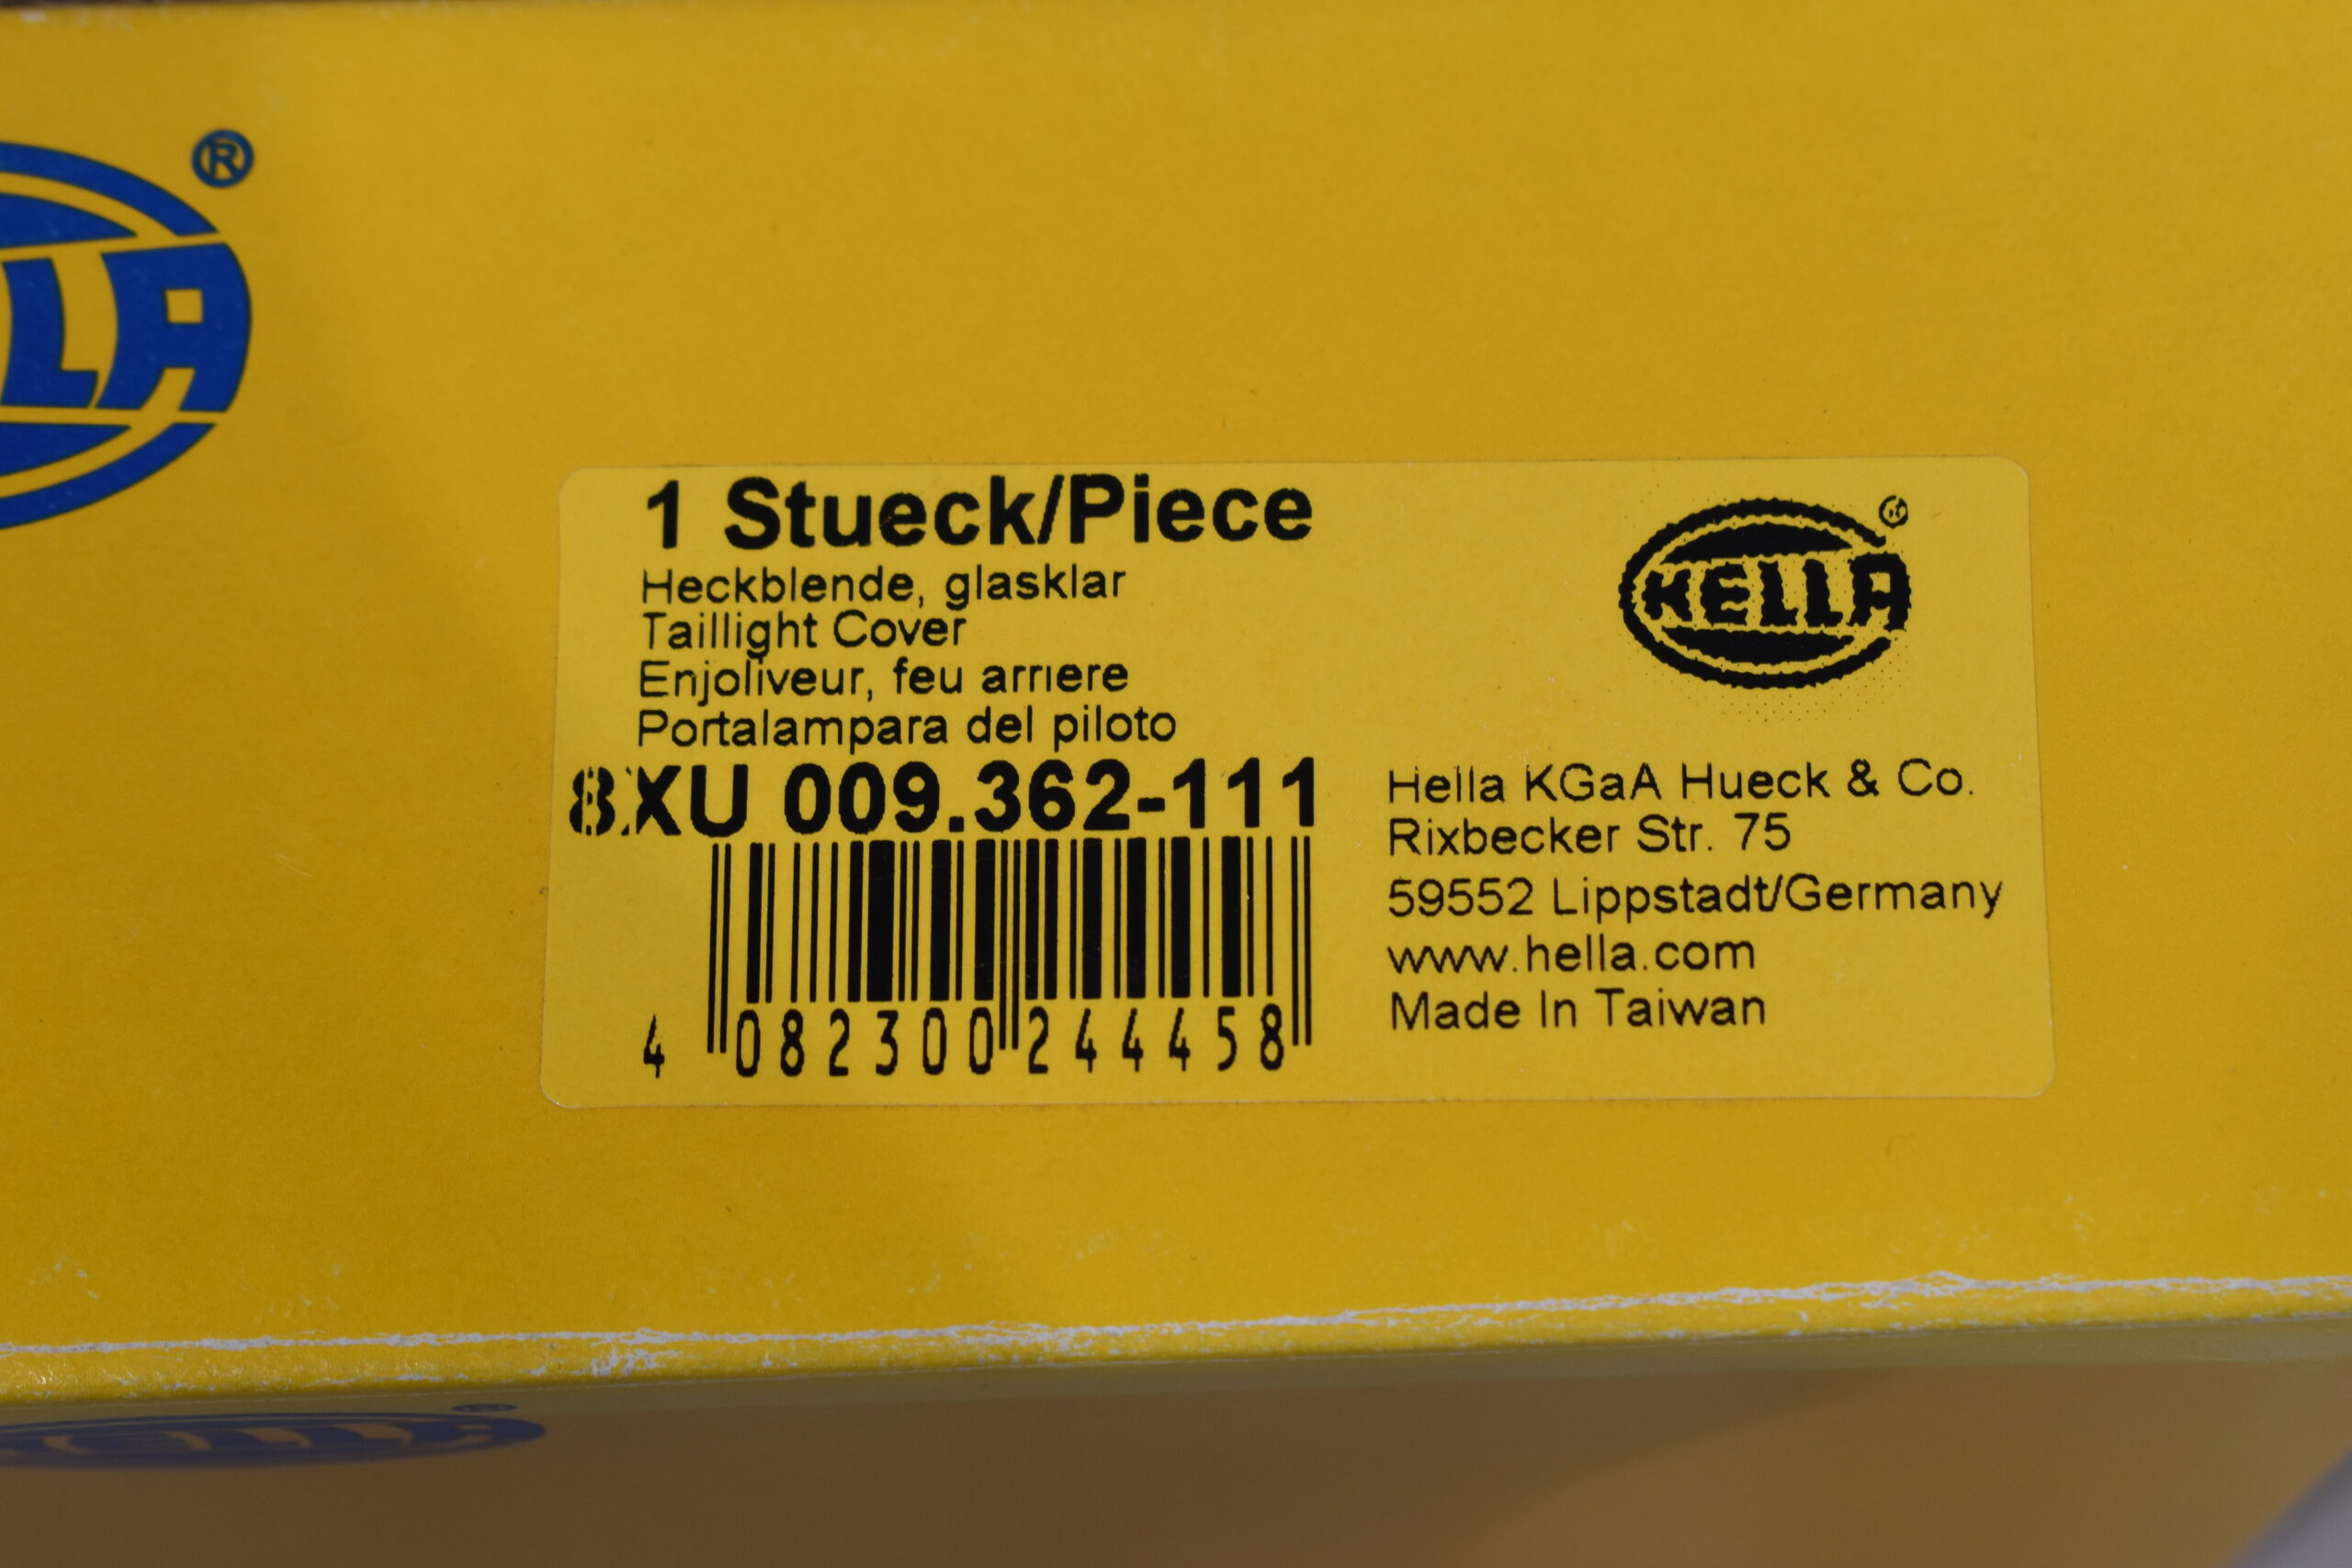 LLA®
1 Stueck/Piece
Heckblende, glasklar
Taillight Cover
Enjoliveur, feu arriere
Portalampara del piloto
8XU 009.362-111
4 082300 244458
HELLA®
Hella KGaA Hueck & Co.
Rixbecker Str. 75
59552 Lippstadt/Germany
www.hella.com
Made In Taiwan